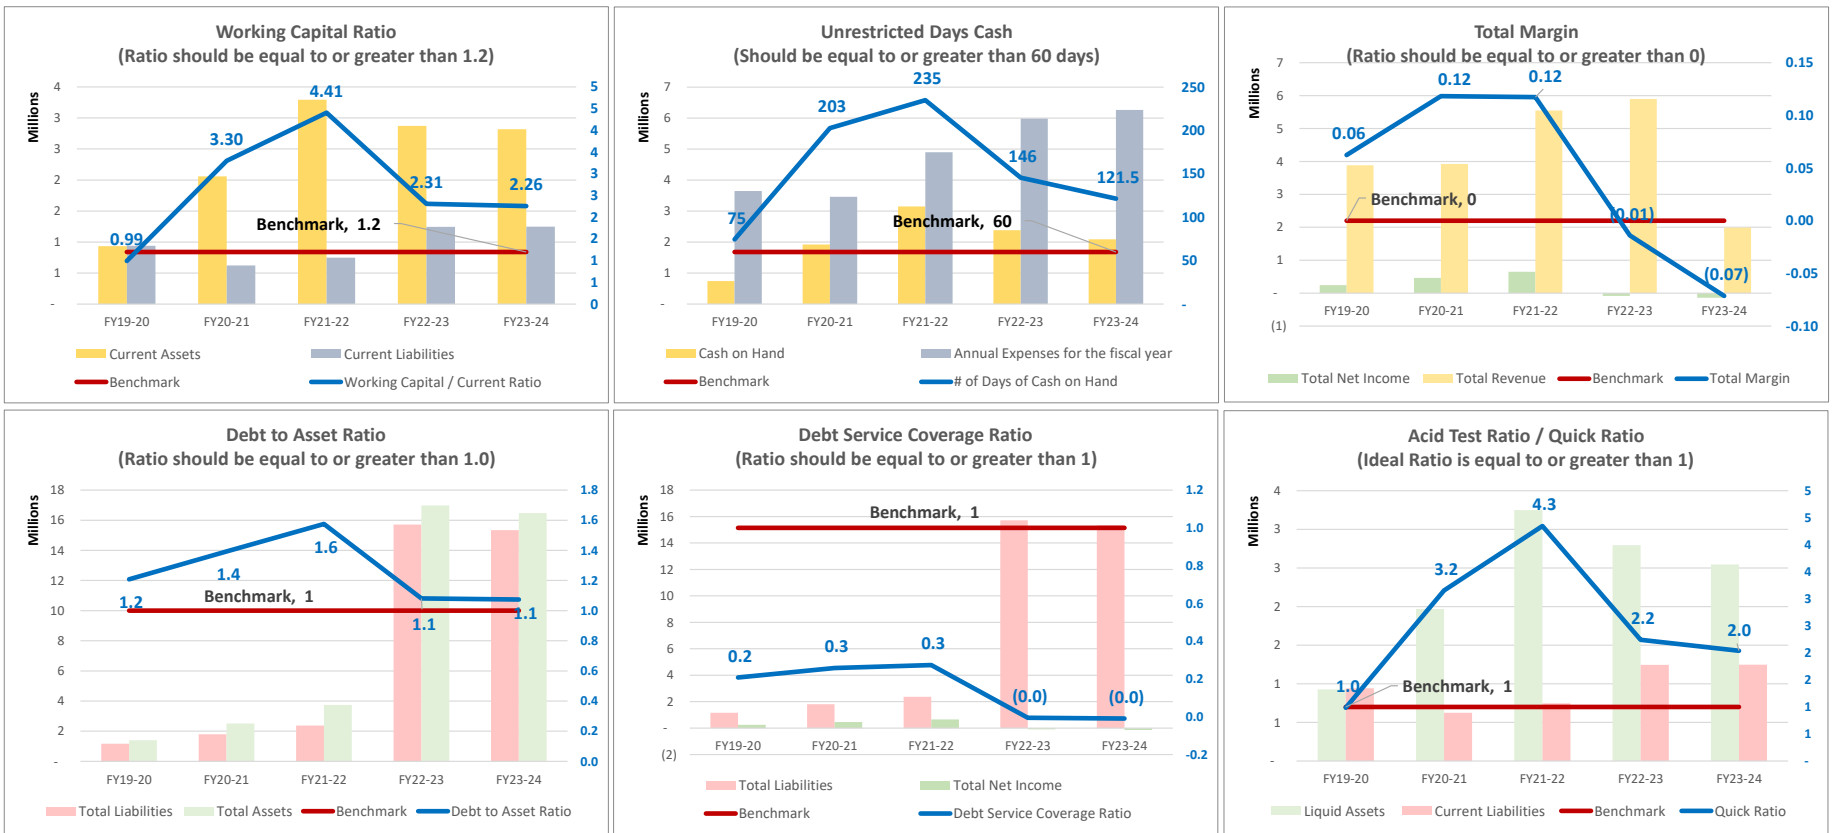 Working Capital Ratio
(Ratio should be equal to or greater than 1.2)
Millions
4
3
3
2
2
1
1
-
5
5
4
4
3
3
2
2
1
1
0
0.99
3.30
4.41
2.31
2.26
Benchmark, 1.2
FY19-20
FY20-21
FY21-22
FY22-23
FY23-24
Current Assets
Current Liabilities
Benchmark
Working Capital / Current Ratio
Unrestricted Days Cash
(Should be equal to or greater than 60 days)
Millions
7
6
5
4
3
2
1
-
250
200
150
100
50
-
75
203
235
146
121.5
Benchmark, 60
FY19-20
FY20-21
FY21-22
FY22-23
FY23-24
Cash on Hand
Annual Expenses for the fiscal year
Benchmark
# of Days of Cash on Hand
Total Margin
(Ratio should be equal to or greater than 0)
Millions
7
6
5
4
3
2
1
-
(1)
0.15
0.10
0.05
0.00
-0.05
-0.10
0.06
0.12
0.12
(0.01)
(0.07)
Benchmark, 0
FY19-20
FY20-21
FY21-22
FY22-23
FY23-24
Total Net Income
Total Revenue
Benchmark
Total Margin
Debt to Asset Ratio
(Ratio should be equal to or greater than 1.0)
Millions
18
16
14
12
10
8
6
4
2
-
1.8
1.6
1.4
1.2
1.0
0.8
0.6
0.4
0.2
0.0
1.2
1.4
1.6
1.1
1.1
Benchmark, 1
FY19-20
FY20-21
FY21-22
FY22-23
FY23-24
Total Liabilities
Total Assets
Benchmark
Debt to Asset Ratio
Debt Service Coverage Ratio
(Ratio should be equal to or greater than 1)
Millions
18
16
14
12
10
8
6
4
2
-
(2)
1.2
1.0
0.8
0.6
0.4
0.2
0.0
-0.2
0.2
0.3
0.3
(0.0)
(0.0)
Benchmark, 1
FY19-20
FY20-21
FY21-22
FY22-23
FY23-24
Total Liabilities
Total Net Income
Benchmark
Debt Service Coverage Ratio
Acid Test Ratio / Quick Ratio
(Ideal Ratio is equal to or greater than 1)
Millions
4
3
3
2
2
1
1
-
5
5
4
4
3
3
2
2
1
1
-
1.0
3.2
4.3
2.2
2.0
Benchmark, 1
FY19-20
FY20-21
FY21-22
FY22-23
FY23-24
Liquid Assets
Current Liabilities
Benchmark
Quick Ratio